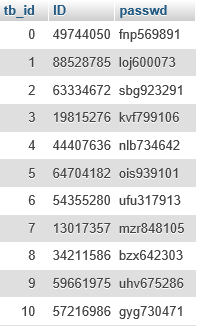 tb_id ID passwd
0 49744050 fnp569891
1 88528785 loj600073
2 63334672 sbg923291
3 19815276 kvf799106
4 44407636 nlb734642
5 64704182 ois939101
6 54355280 ufu317913
7 13017357 mzr848105
8 34211586 bzx642303
9 59661975 uhv675286
10 57216986 gyg730471